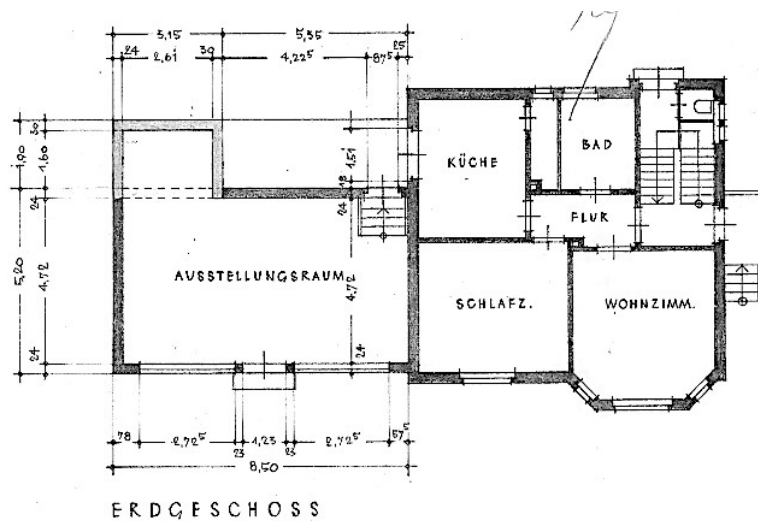 3,15 5,35 25
24 2,61 30 4,22⁵ 87⁵
1,90 30 1,60 1,51 18
KÜCHE BAD
24 24
FLUR
5,20 4,72 AUSSTELLUNGSRAUM 4,72 SCHLAFZ. WOHNZIMM.
24 24
78 2,72⁵ 23 1,23 23 2,72⁵ 57⁵
8,50
ERDGESCHOSS